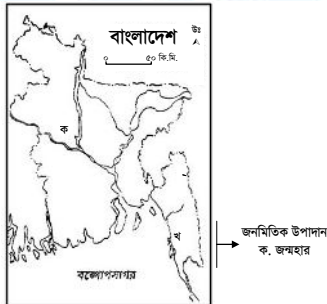 বাংলাদেশ
উঃ
০ ৫০ কি.মি.
ক
খ
বঙ্গোপসাগর
জনমিতিক উপাদান
ক. জন্মহার